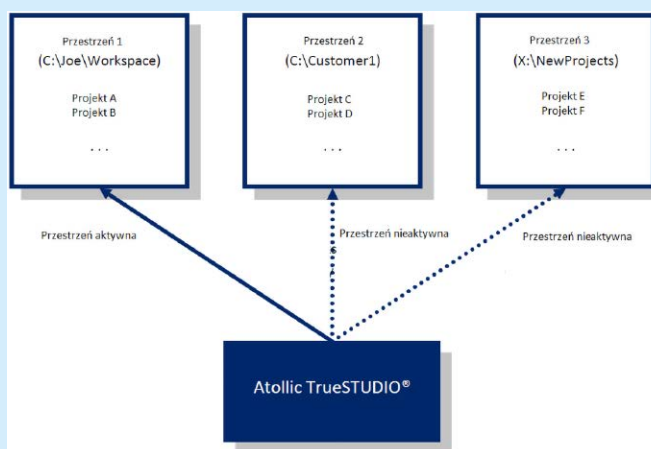 Przestrzeń 1
(C:\Joe\Workspace)
Projekt A
Projekt B
...
Przestrzeń 2
(C:\Customer1)
Projekt C
Projekt D
...
Przestrzeń 3
(X:\NewProjects)
Projekt E
Projekt F
...
Przestrzeń aktywna
Przestrzeń nieaktywna
Przestrzeń nieaktywna
Atollic TrueSTUDIO®